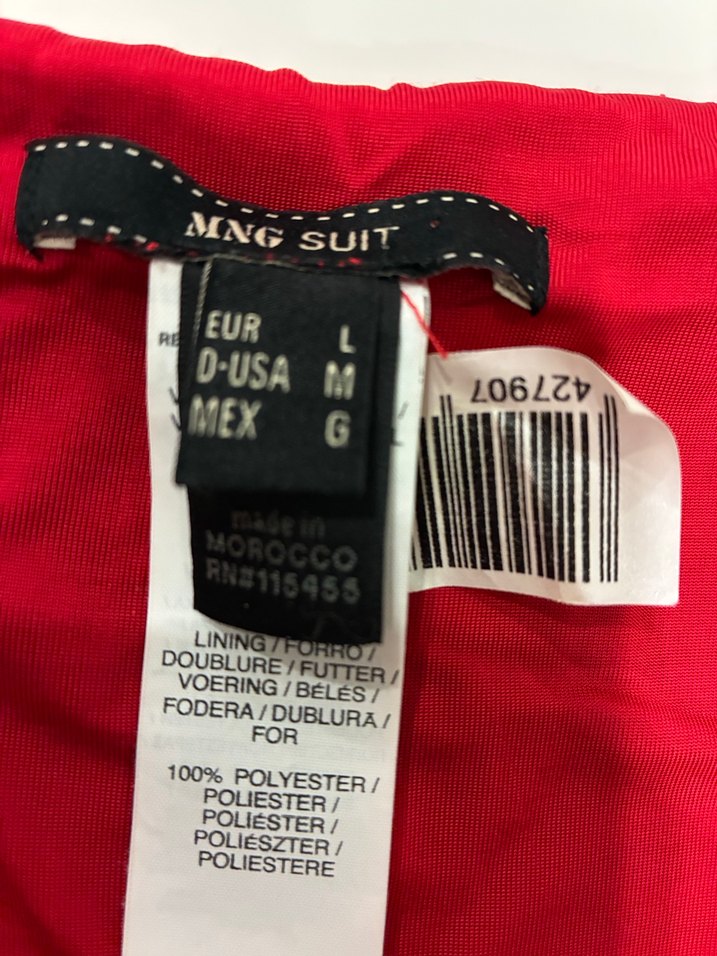 MNG SUIT
EUR L
D-USA M
MEX G
427907
made in
MOROCCO
RN#115455
LINING / FORRO /
DOUBLURE / FUTTER /
VOERING / BÉLÉS /
FODERA / DUBLURĂ /
FOR
100% POLYESTER /
POLIESTER /
POLIÉSTER /
POLIÉSZTER /
POLIESTERE